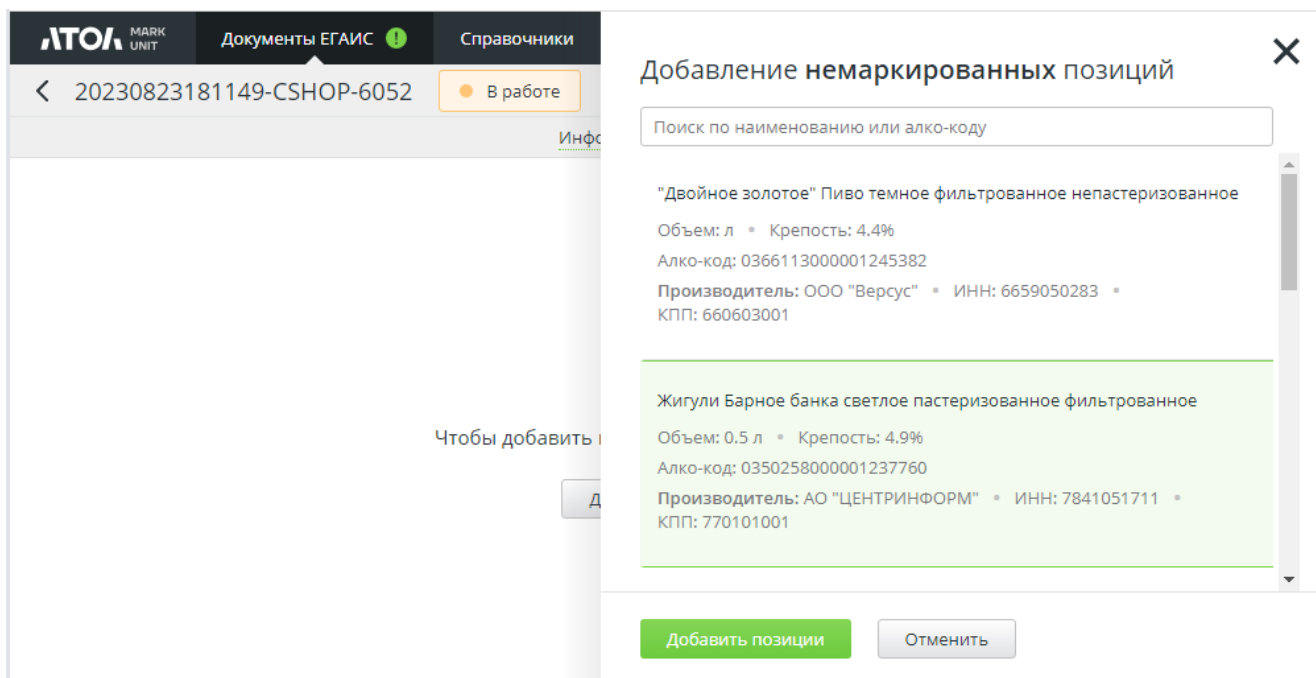 АТОЛ MARK UNIT
Документы ЕГАИС
Справочники
20230823181149-CSHOP-6052
В работе
Чтобы добавить
Добавление немаркированных позиций
Поиск по наименованию или алко-коду
"Двойное золотое" Пиво темное фильтрованное непастеризованное
Объем: л • Крепость: 4.4%
Алко-код: 0366113000001245382
Производитель: ООО "Версус" • ИНН: 6659050283 •
КПП: 660603001
Жигули Барное банка светлое пастеризованное фильтрованное
Объем: 0.5 л • Крепость: 4.9%
Алко-код: 0350258000001237760
Производитель: АО "ЦЕНТРИНФОРМ" • ИНН: 7841051711 •
КПП: 770101001
Добавить позиции
Отменить